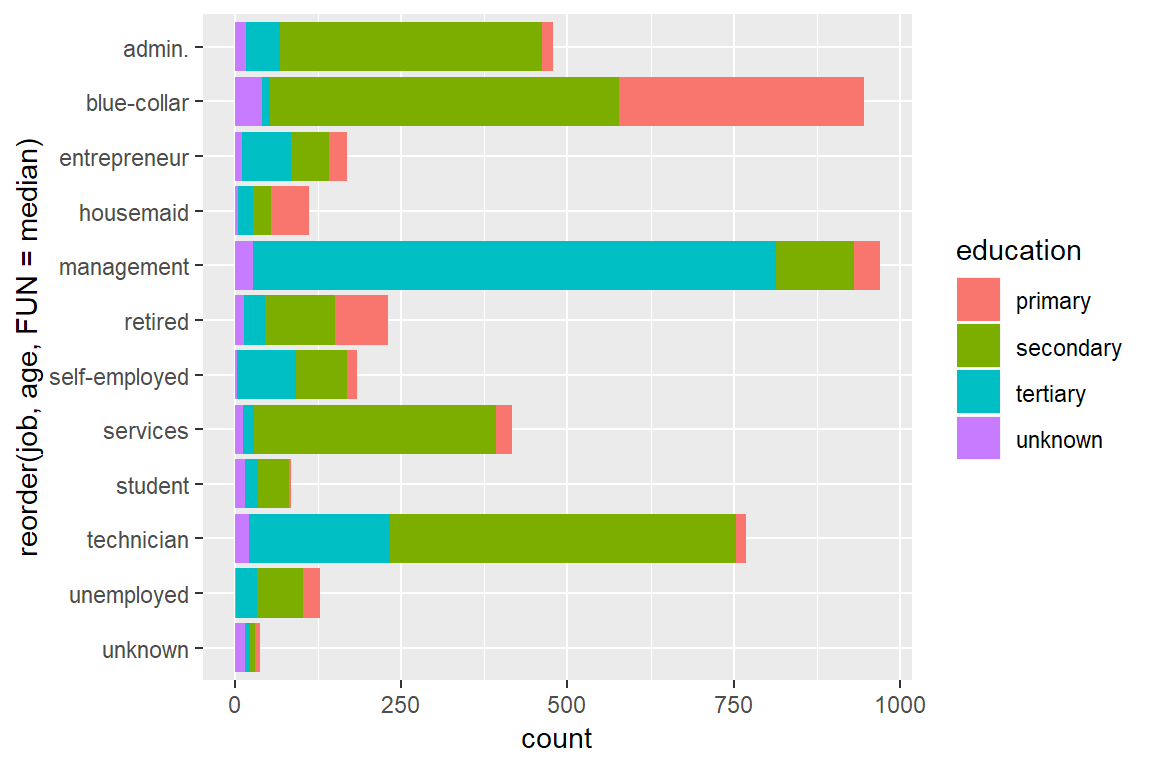 reorder(job, age, FUN = median)
admin.
blue-collar
entrepreneur
housemaid
management
retired
self-employed
services
student
technician
unemployed
unknown
0 250 500 750 1000
count
education
primary
secondary
tertiary
unknown